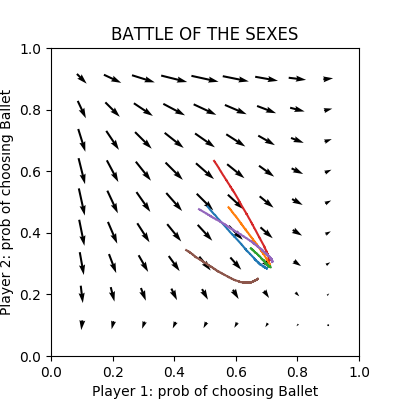 BATTLE OF THE SEXES
Player 2: prob of choosing Ballet
1.0
0.8
0.6
0.4
0.2
0.0
0.0 0.2 0.4 0.6 0.8 1.0
Player 1: prob of choosing Ballet